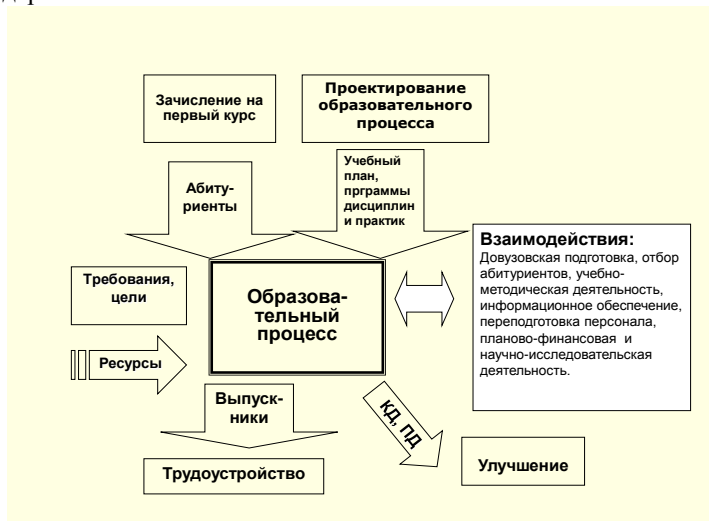 Зачисление на
первый курс
Проектирование
образовательного
процесса
Абиту-
риенты
Учебный
план,
прграммы
дисциплин
и практик
Взаимодействия:
Довузовская подготовка, отбор
абитуриентов, учебно-
методическая деятельность,
информационное обеспечение,
переподготовка персонала,
планово-финансовая и
научно-исследовательская
деятельность.
Требования,
цели
Образова-
тельный
процесс
Ресурсы
Выпуск-
ники
КД, ПД
Трудоустройство
Улучшение